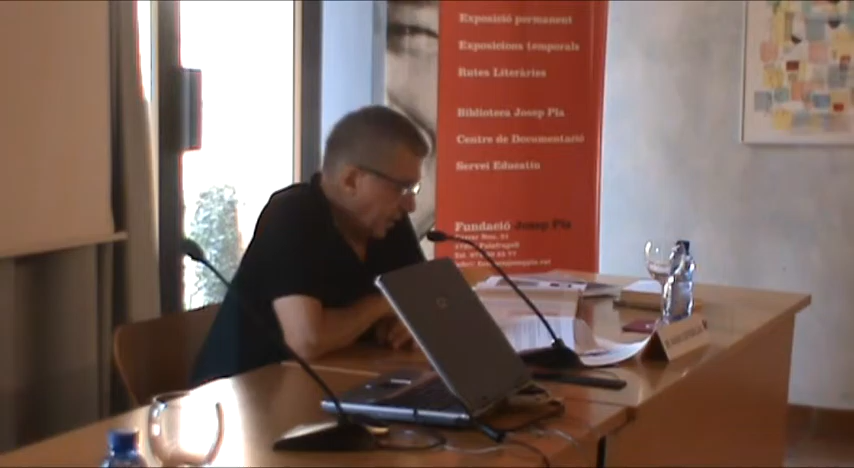 Exposició permanent
Exposicions temporals
Rutes Literàries
Biblioteca Josep Pla
Centre de Documentació
Servei Educatiu
Fundació Josep Pla